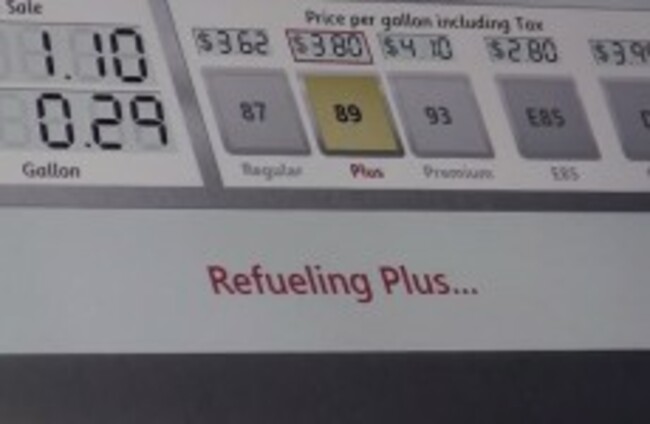 Sale
Price per gallon including Tax
1.10
$3.62 $3.80 $4.10 $2.80
0.29
87 89 93 E85
Gallon
Regular Plus Premium E85
Refueling Plus...